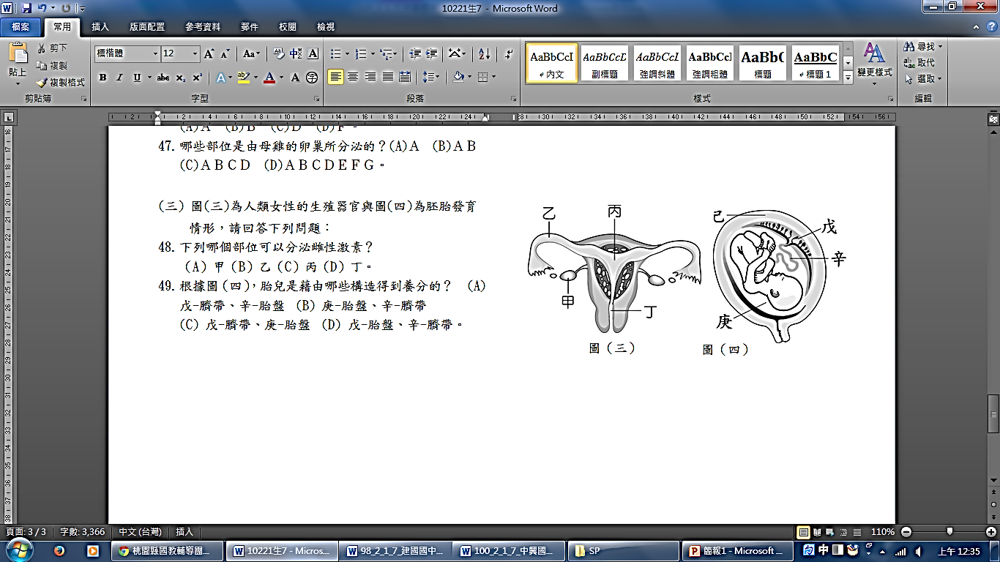 10221生7 - Microsoft Word
檔案 常用 插入 版面配置 參考資料 郵件 校閱 檢視
貼上 剪下 複製 複製格式
標楷體 12
AaBbCcI AaBbCcD AaBbCcI AaBbCcl AaBb( AaBbC
內文 副標題 強調斜體 強調粗體 標題 標題 1
變更樣式
尋找 取代 選取
剪貼簿 字型 段落 樣式 編輯
(A)A (B)B (C)D (D)F。
47. 哪些部位是由母雞的卵巢所分泌的？(A)A (B)AB
(C)ABCD (D)ABCDEFG。
(三) 圖(三)為人類女性的生殖器官與圖(四)為胚胎發育
情形，請回答下列問題：
48. 下列哪個部位可以分泌雌性激素？
(A) 甲 (B) 乙 (C) 丙 (D) 丁。
49. 根據圖(四)，胎兒是藉由哪些構造得到養分的？ (A)
戊-臍帶、辛-胎盤 (B) 庚-胎盤、辛-臍帶
(C) 戊-臍帶、庚-胎盤 (D) 戊-胎盤、辛-臍帶。
乙 丙 甲 丁
圖（三）
己 戊 辛 庚
圖（四）
頁面: 3 / 3 字數: 3,366 中文 (台灣) 插入 110%
桃園縣國教輔導團... 10221生7 - Micros... 98_2_1_7_建國國中... 100_2_1_7_中興國... SP 簡報1 - Microsoft ... 中 上午 12:35